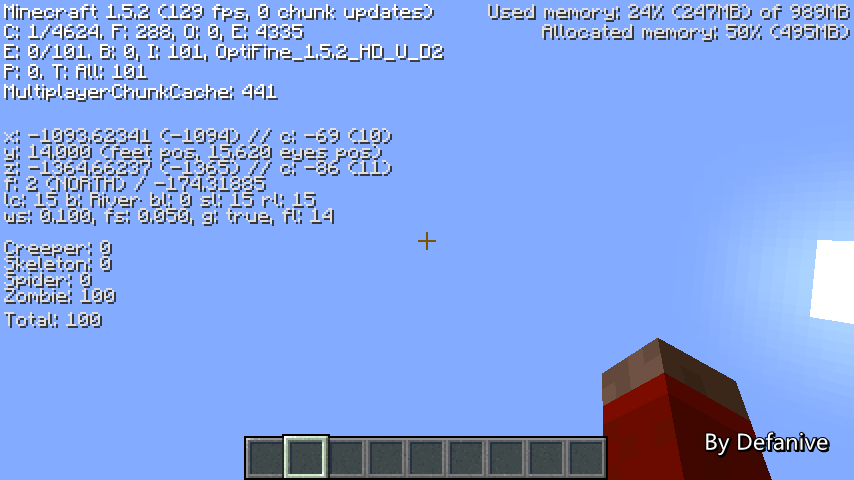 Minecraft 1.5.2 (129 fps, 0 chunk updates)
C: 1/4624. F: 288, O: 0, E: 4335
E: 0/101. B: 0, I: 101, OptiFine_1.5.2_HD_U_D2
P: 0. T: All: 101
MultiplayerChunkCache: 441
Used memory: 24% (247MB) of 989MB
Allocated memory: 50% (495MB)
x: -1093.62341 (-1094) // c: -69 (10)
y: 14.000 (feet pos, 15.620 eyes pos)
z: -1364.66237 (-1365) // c: -86 (11)
f: 2 (NORTH) / -174.31885
lc: 15 b: River bl: 0 sl: 15 rl: 15
ws: 0.100, fs: 0.050, g: true, fl: 14
Creeper: 0
Skeleton: 0
Spider: 0
Zombie: 100
Total: 100
By Defanive